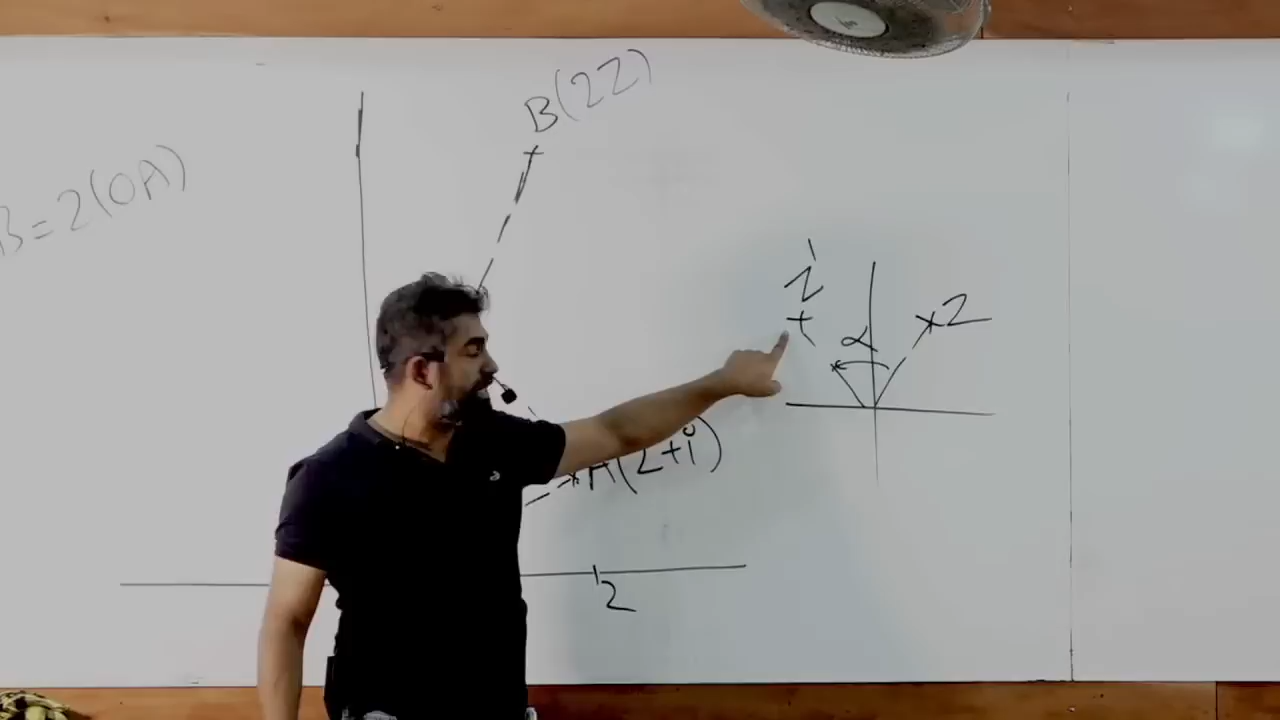 B(2Z)
B=2(OA)
Z'
α
Z
A(2+i)
2